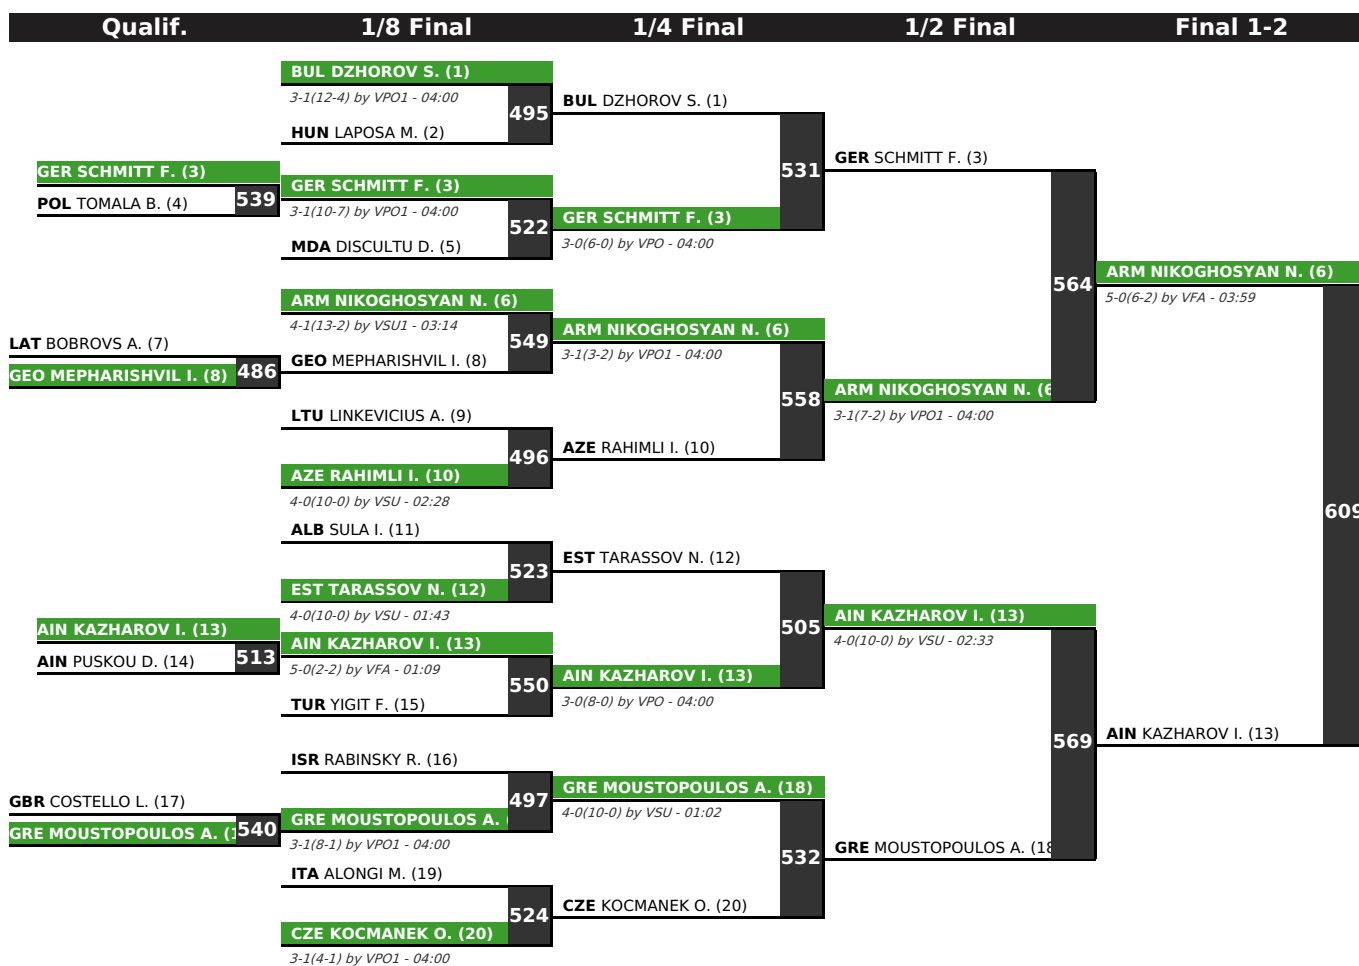 Qualif.
1/8 Final
1/4 Final
1/2 Final
Final 1-2
GER SCHMITT F. (3)
POL TOMALA B. (4)
539
LAT BOBROVS A. (7)
GEO MEPHARISHVIL I. (8)
486
AIN KAZHAROV I. (13)
AIN PUSKOU D. (14)
513
GBR COSTELLO L. (17)
GRE MOUSTOPOULOS A. (1
540
BUL DZHOROV S. (1)
3-1(12-4) by VPO1 - 04:00
HUN LAPOSA M. (2)
495
GER SCHMITT F. (3)
3-1(10-7) by VPO1 - 04:00
MDA DISCULTU D. (5)
522
ARM NIKOGHOSYAN N. (6)
4-1(13-2) by VSU1 - 03:14
GEO MEPHARISHVIL I. (8)
549
LTU LINKEVICIUS A. (9)
AZE RAHIMLI I. (10)
4-0(10-0) by VSU - 02:28
496
ALB SULA I. (11)
EST TARASSOV N. (12)
4-0(10-0) by VSU - 01:43
523
AIN KAZHAROV I. (13)
5-0(2-2) by VFA - 01:09
TUR YIGIT F. (15)
550
ISR RABINSKY R. (16)
GRE MOUSTOPOULOS A. (
3-1(8-1) by VPO1 - 04:00
497
ITA ALONGI M. (19)
CZE KOCMANEK O. (20)
3-1(4-1) by VPO1 - 04:00
524
BUL DZHOROV S. (1)
GER SCHMITT F. (3)
3-0(6-0) by VPO - 04:00
531
ARM NIKOGHOSYAN N. (6)
3-1(3-2) by VPO1 - 04:00
AZE RAHIMLI I. (10)
558
EST TARASSOV N. (12)
AIN KAZHAROV I. (13)
3-0(8-0) by VPO - 04:00
505
GRE MOUSTOPOULOS A. (18)
4-0(10-0) by VSU - 01:02
CZE KOCMANEK O. (20)
532
GER SCHMITT F. (3)
ARM NIKOGHOSYAN N. (6
3-1(7-2) by VPO1 - 04:00
564
AIN KAZHAROV I. (13)
4-0(10-0) by VSU - 02:33
GRE MOUSTOPOULOS A. (18
569
ARM NIKOGHOSYAN N. (6)
5-0(6-2) by VFA - 03:59
AIN KAZHAROV I. (13)
609